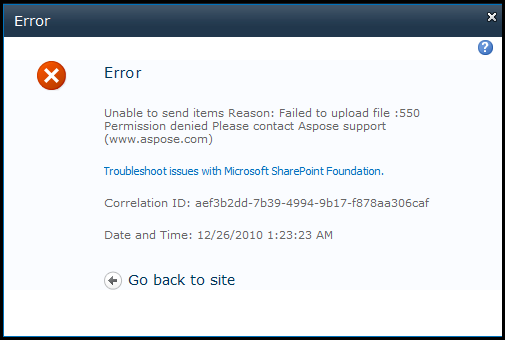 Error
Error
Unable to send items Reason: Failed to upload file :550
Permission denied Please contact Aspose support
(www.aspose.com)
Troubleshoot issues with Microsoft SharePoint Foundation.
Correlation ID: aef3b2dd-7b39-4994-9b17-f878aa306caf
Date and Time: 12/26/2010 1:23:23 AM
Go back to site